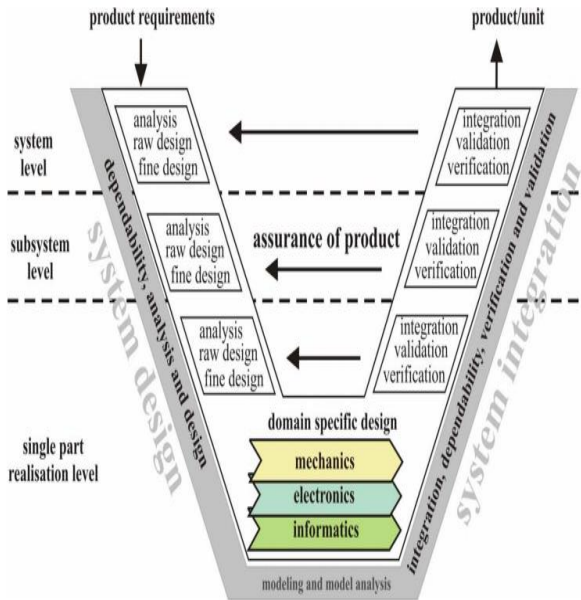 product requirements
product/unit
system
level
analysis
raw design
fine design
integration
validation
verification
subsystem
level
analysis
raw design
fine design
assurance of product
integration
validation
verification
analysis
raw design
fine design
integration
validation
verification
single part
realisation level
domain specific design
mechanics
electronics
informatics
modeling and model analysis
dependability, analysis and design
system design
integration, dependability, verification and validation
system integration